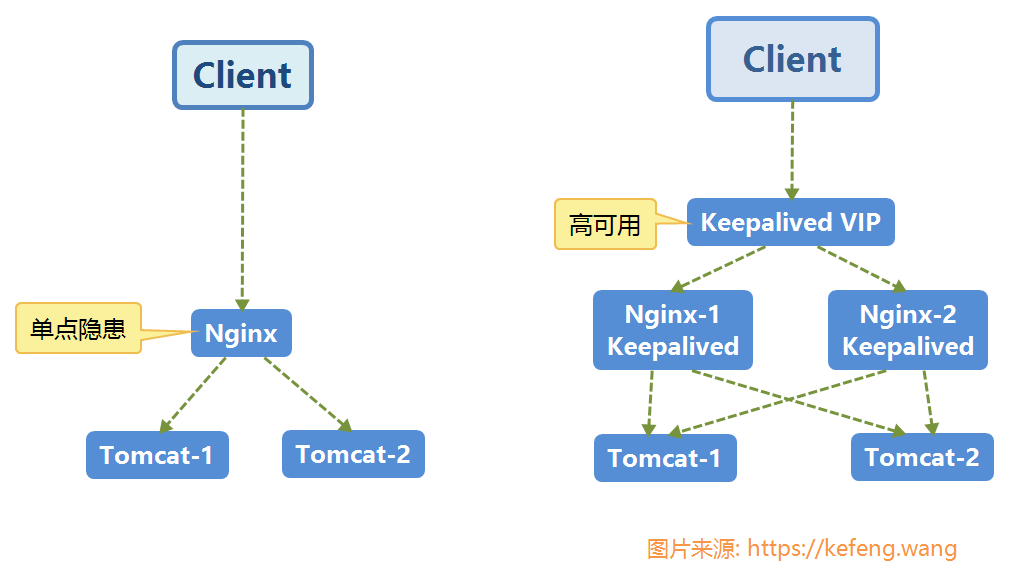 Client
单点隐患
Nginx
Tomcat-1
Tomcat-2
Client
高可用
Keepalived VIP
Nginx-1
Keepalived
Nginx-2
Keepalived
Tomcat-1
Tomcat-2
图片来源: https://kefeng.wang